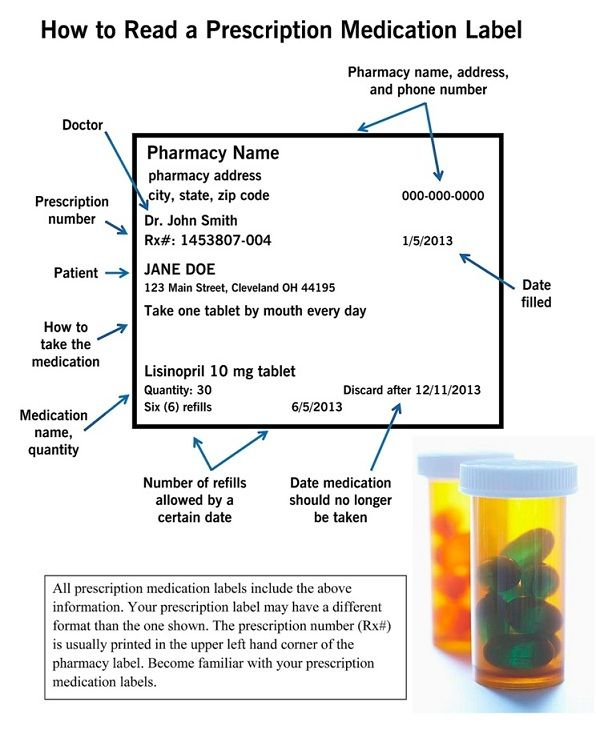 How to Read a Prescription Medication Label
Pharmacy name, address,
and phone number
Doctor
Pharmacy Name
pharmacy address
city, state, zip code
000-000-0000
Prescription
number
Dr. John Smith
Rx#: 1453807-004
1/5/2013
Patient
JANE DOE
123 Main Street, Cleveland OH 44195
Date
filled
How to
take the
medication
Take one tablet by mouth every day
Lisinopril 10 mg tablet
Quantity: 30
Discard after 12/11/2013
Six (6) refills
6/5/2013
Medication
name,
quantity
Number of refills
allowed by a
certain date
Date medication
should no longer
be taken
All prescription medication labels include the above
information. Your prescription label may have a different
format than the one shown. The prescription number (Rx#)
is usually printed in the upper left hand corner of the
pharmacy label. Become familiar with your prescription
medication labels.